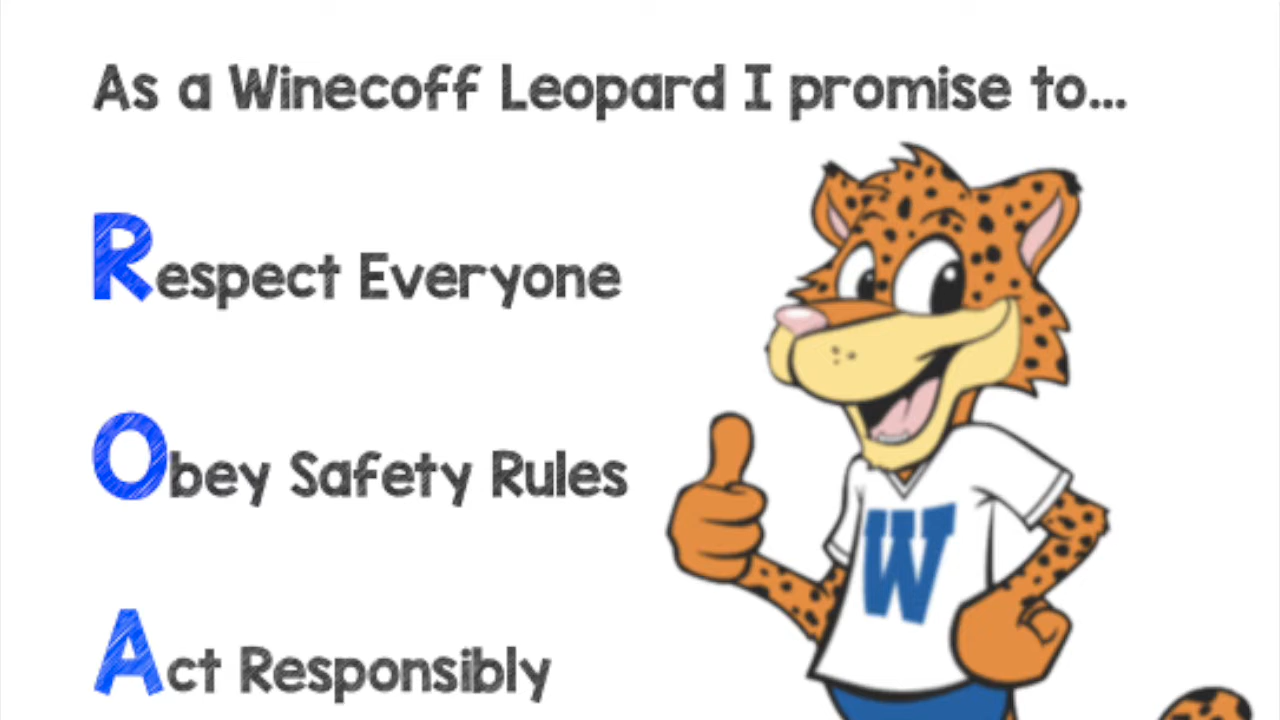 As a Winecoff Leopard I promise to...
Respect Everyone
Obey Safety Rules
W
Act Responsibly